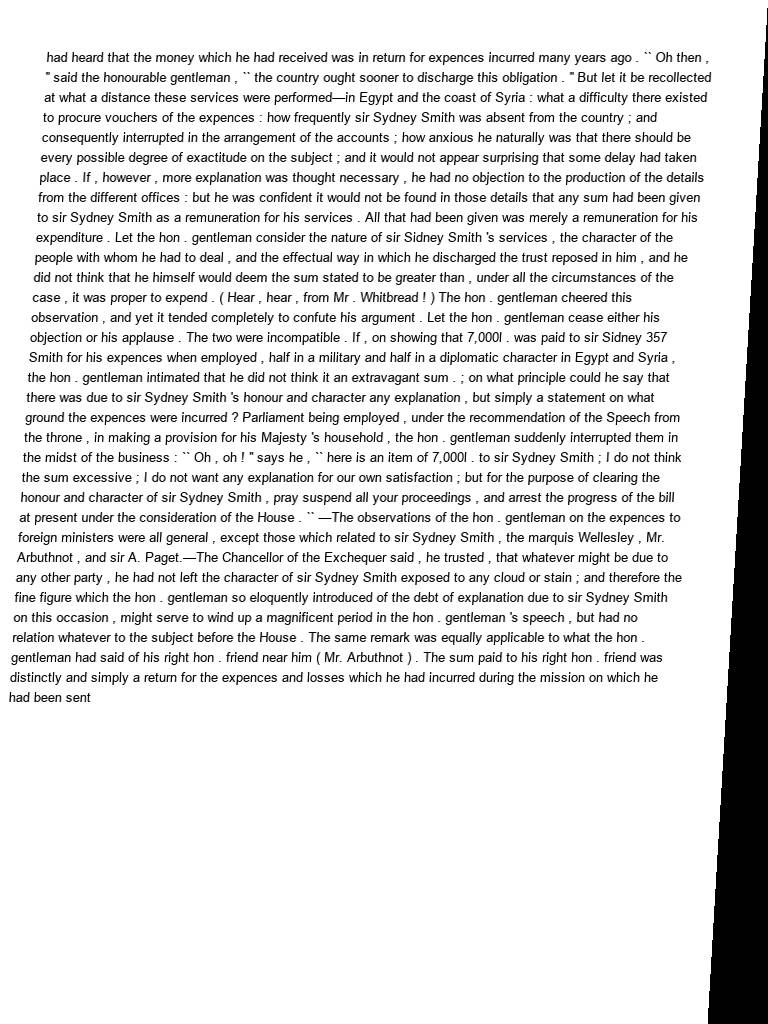 had heard that the money which he had received was in return for expences incurred many years ago . `` Oh then ,
'' said the honourable gentleman , `` the country ought sooner to discharge this obligation . '' But let it be recollected
at what a distance these services were performed—in Egypt and the coast of Syria : what a difficulty there existed
to procure vouchers of the expences : how frequently sir Sydney Smith was absent from the country ; and
consequently interrupted in the arrangement of the accounts ; how anxious he naturally was that there should be
every possible degree of exactitude on the subject ; and it would not appear surprising that some delay had taken
place . If , however , more explanation was thought necessary , he had no objection to the production of the details
from the different offices : but he was confident it would not be found in those details that any sum had been given
to sir Sydney Smith as a remuneration for his services . All that had been given was merely a remuneration for his
expenditure . Let the hon . gentleman consider the nature of sir Sidney Smith 's services , the character of the
people with whom he had to deal , and the effectual way in which he discharged the trust reposed in him , and he
did not think that he himself would deem the sum stated to be greater than , under all the circumstances of the
case , it was proper to expend . ( Hear , hear , from Mr . Whitbread ! ) The hon . gentleman cheered this
observation , and yet it tended completely to confute his argument . Let the hon . gentleman cease either his
objection or his applause . The two were incompatible . If , on showing that 7,000l . was paid to sir Sidney 357
Smith for his expences when employed , half in a military and half in a diplomatic character in Egypt and Syria ,
the hon . gentleman intimated that he did not think it an extravagant sum . ; on what principle could he say that
there was due to sir Sydney Smith 's honour and character any explanation , but simply a statement on what
ground the expences were incurred ? Parliament being employed , under the recommendation of the Speech from
the throne , in making a provision for his Majesty 's household , the hon . gentleman suddenly interrupted them in
the midst of the business : `` Oh , oh ! '' says he , `` here is an item of 7,000l . to sir Sydney Smith ; I do not think
the sum excessive ; I do not want any explanation for our own satisfaction ; but for the purpose of clearing the
honour and character of sir Sydney Smith , pray suspend all your proceedings , and arrest the progress of the bill
at present under the consideration of the House . `` —The observations of the hon . gentleman on the expences to
foreign ministers were all general , except those which related to sir Sydney Smith , the marquis Wellesley , Mr.
Arbuthnot , and sir A. Paget.—The Chancellor of the Exchequer said , he trusted , that whatever might be due to
any other party , he had not left the character of sir Sydney Smith exposed to any cloud or stain ; and therefore the
fine figure which the hon . gentleman so eloquently introduced of the debt of explanation due to sir Sydney Smith
on this occasion , might serve to wind up a magnificent period in the hon . gentleman 's speech , but had no
relation whatever to the subject before the House . The same remark was equally applicable to what the hon .
gentleman had said of his right hon . friend near him ( Mr. Arbuthnot ) . The sum paid to his right hon . friend was
distinctly and simply a return for the expences and losses which he had incurred during the mission on which he
had been sent